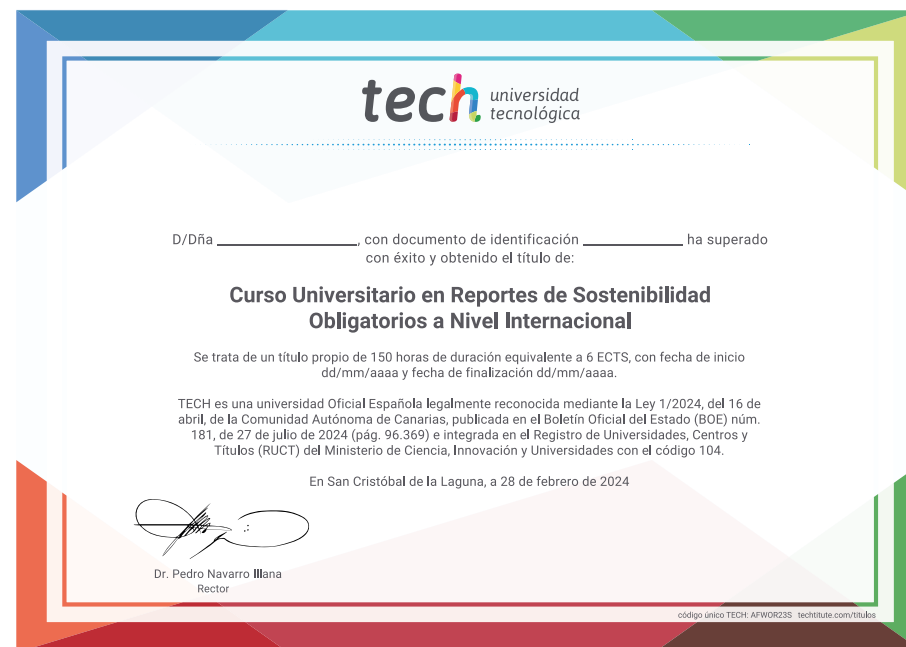 tech universidad
tecnológica
D/Dña ____________________, con documento de identificación ______________ ha superado
con éxito y obtenido el título de:
Curso Universitario en Reportes de Sostenibilidad
Obligatorios a Nivel Internacional
Se trata de un título propio de 150 horas de duración equivalente a 6 ECTS, con fecha de inicio
dd/mm/aaaa y fecha de finalización dd/mm/aaaa.
TECH es una universidad Oficial Española legalmente reconocida mediante la Ley 1/2024, del 16 de
abril, de la Comunidad Autónoma de Canarias, publicada en el Boletín Oficial del Estado (BOE) núm.
181, de 27 de julio de 2024 (pág. 96.369) e integrada en el Registro de Universidades, Centros y
Títulos (RUCT) del Ministerio de Ciencia, Innovación y Universidades con el código 104.
En San Cristóbal de la Laguna, a 28 de febrero de 2024
Dr. Pedro Navarro Illana
Rector
código único TECH: AFWOR23S techtitute.com/titulos